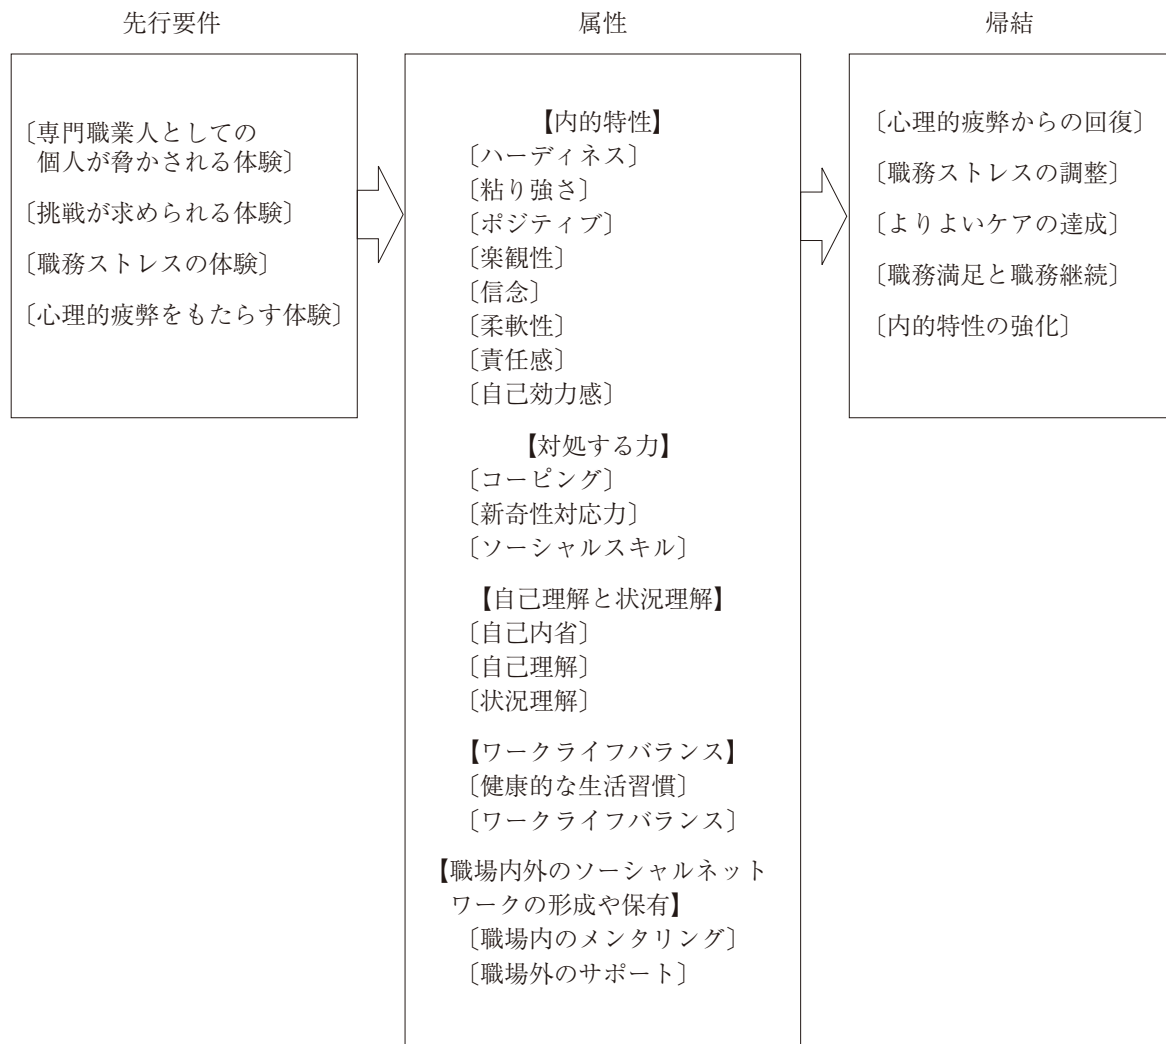 先行要件
属性
帰結
〔専門職業人としての
個人が脅かされる体験〕
〔挑戦が求められる体験〕
〔職務ストレスの体験〕
〔心理的疲弊をもたらす体験〕
【内的特性】
〔ハーディネス〕
〔粘り強さ〕
〔ポジティブ〕
〔楽観性〕
〔信念〕
〔柔軟性〕
〔責任感〕
〔自己効力感〕
【対処する力】
〔コーピング〕
〔新奇性対応力〕
〔ソーシャルスキル〕
【自己理解と状況理解】
〔自己内省〕
〔自己理解〕
〔状況理解〕
【ワークライフバランス】
〔健康的な生活習慣〕
〔ワークライフバランス〕
【職場内外のソーシャルネット
ワークの形成や保有】
〔職場内のメンタリング〕
〔職場外のサポート〕
〔心理的疲弊からの回復〕
〔職務ストレスの調整〕
〔よりよいケアの達成〕
〔職務満足と職務継続〕
〔内的特性の強化〕